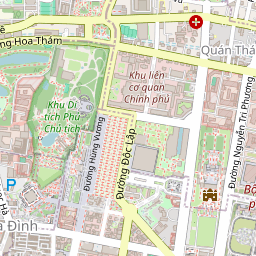 ng Hoa Thám
Quán Thá
Khu liên
cơ quan
Chính phủ
Khu Di
tích Phủ
Chủ tịch
Đường Hùng Vương
Đường Độc Lập
Đường Nguyễn Tri Phương
P
Bộ
p
Đình